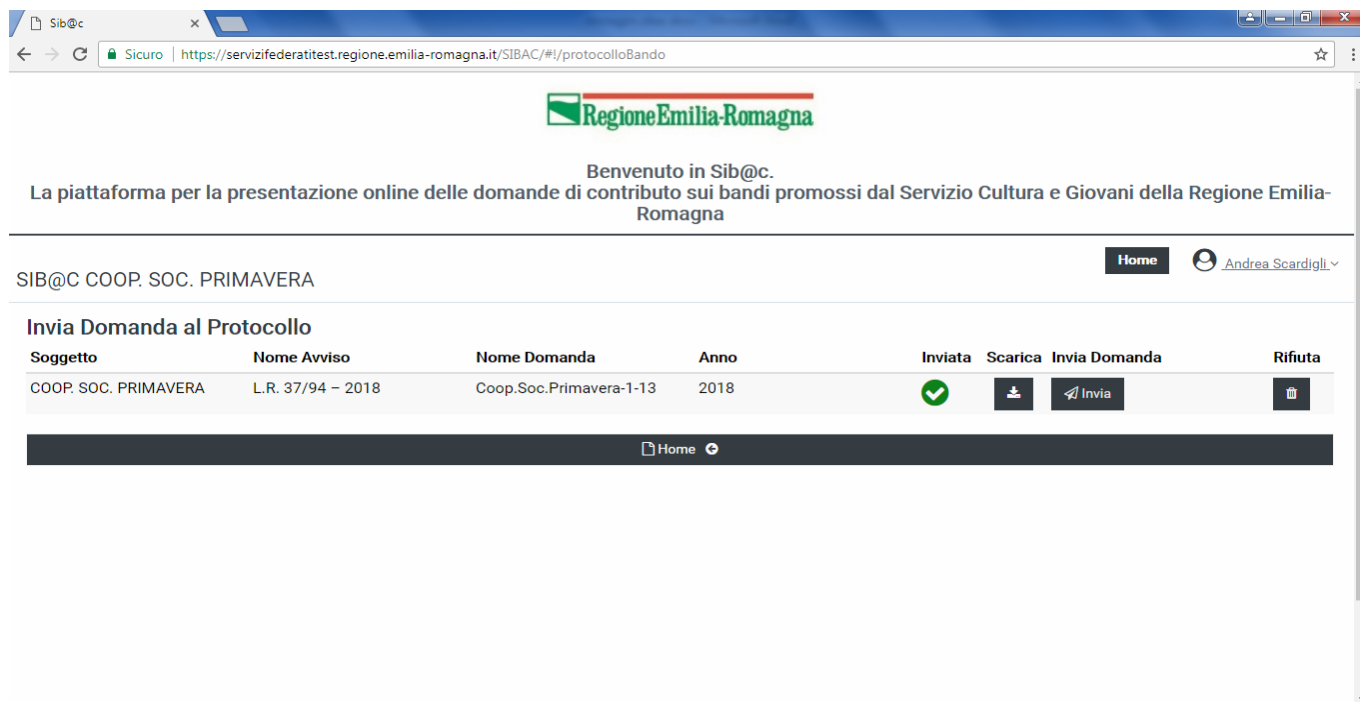 Sib@c
Sicuro | https://servizifederatitest.regione.emilia-romagna.it/SIBAC/#!/protocolloBando
RegioneEmilia-Romagna
Benvenuto in Sib@c.
La piattaforma per la presentazione online delle domande di contributo sui bandi promossi dal Servizio Cultura e Giovani della Regione Emilia-
Romagna
Home Andrea Scardigli
SIB@C COOP. SOC. PRIMAVERA
Invia Domanda al Protocollo
Soggetto Nome Avviso Nome Domanda Anno Inviata Scarica Invia Domanda Rifiuta
COOP. SOC. PRIMAVERA L.R. 37/94 – 2018 Coop.Soc.Primavera-1-13 2018 Invia
Home